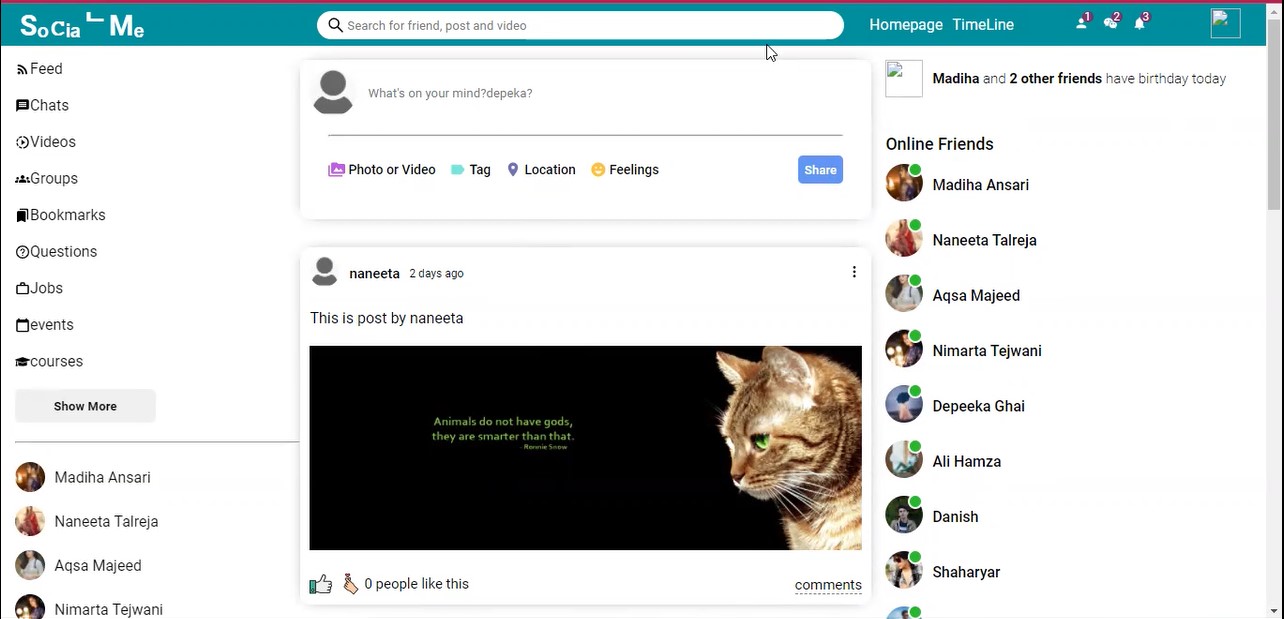 SoCial Me
Search for friend, post and video
Homepage TimeLine
1
2
3
Feed
Chats
Videos
Groups
Bookmarks
Questions
Jobs
events
courses
Show More
Madiha Ansari
Naneeta Talreja
Aqsa Majeed
Nimarta Tejwani
What's on your mind?depeka?
Photo or Video
Tag
Location
Feelings
Share
naneeta 2 days ago
This is post by naneeta
Animals do not have gods,
they are smarter than that.
- Ronnie Snow
0 people like this
comments
Madiha and 2 other friends have birthday today
Online Friends
Madiha Ansari
Naneeta Talreja
Aqsa Majeed
Nimarta Tejwani
Depeeka Ghai
Ali Hamza
Danish
Shaharyar